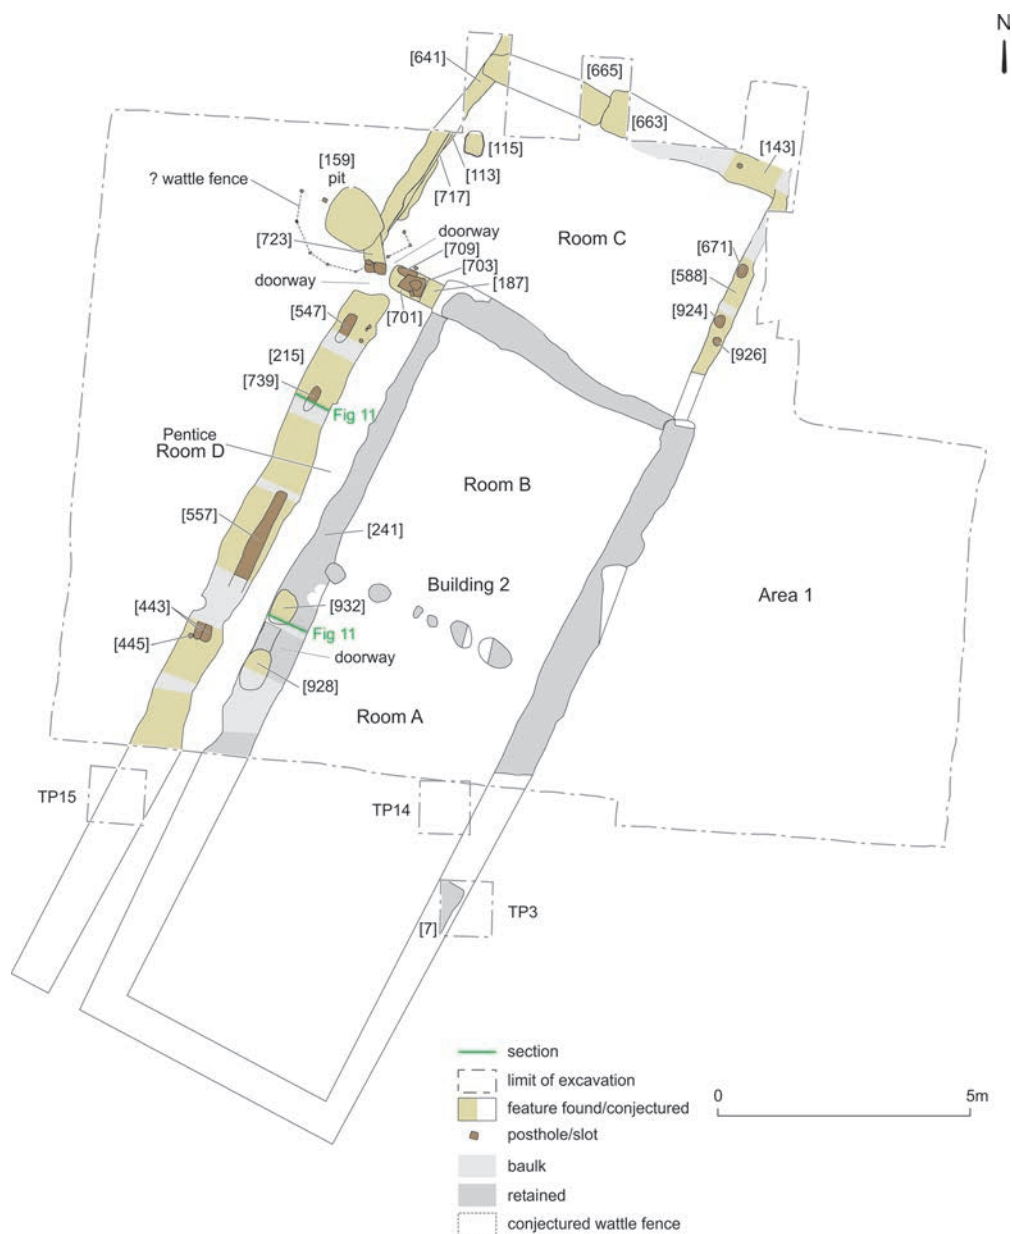 N
[641]
[665]
[663]
[143]
[159]
pit
[115]
[113]
[717]
? wattle fence
[723]
doorway
[709]
Room C
[671]
doorway
[703]
[187]
[588]
[547]
[701]
[924]
[926]
[215]
[739]
Fig 11
Pentice
Room D
Room B
[557]
[241]
Building 2
Area 1
[443]
[932]
[445]
Fig 11
doorway
[928]
Room A
TP15
TP14
[7]
TP3
section
limit of excavation
feature found/conjectured
posthole/slot
baulk
retained
conjectured wattle fence
0 5m